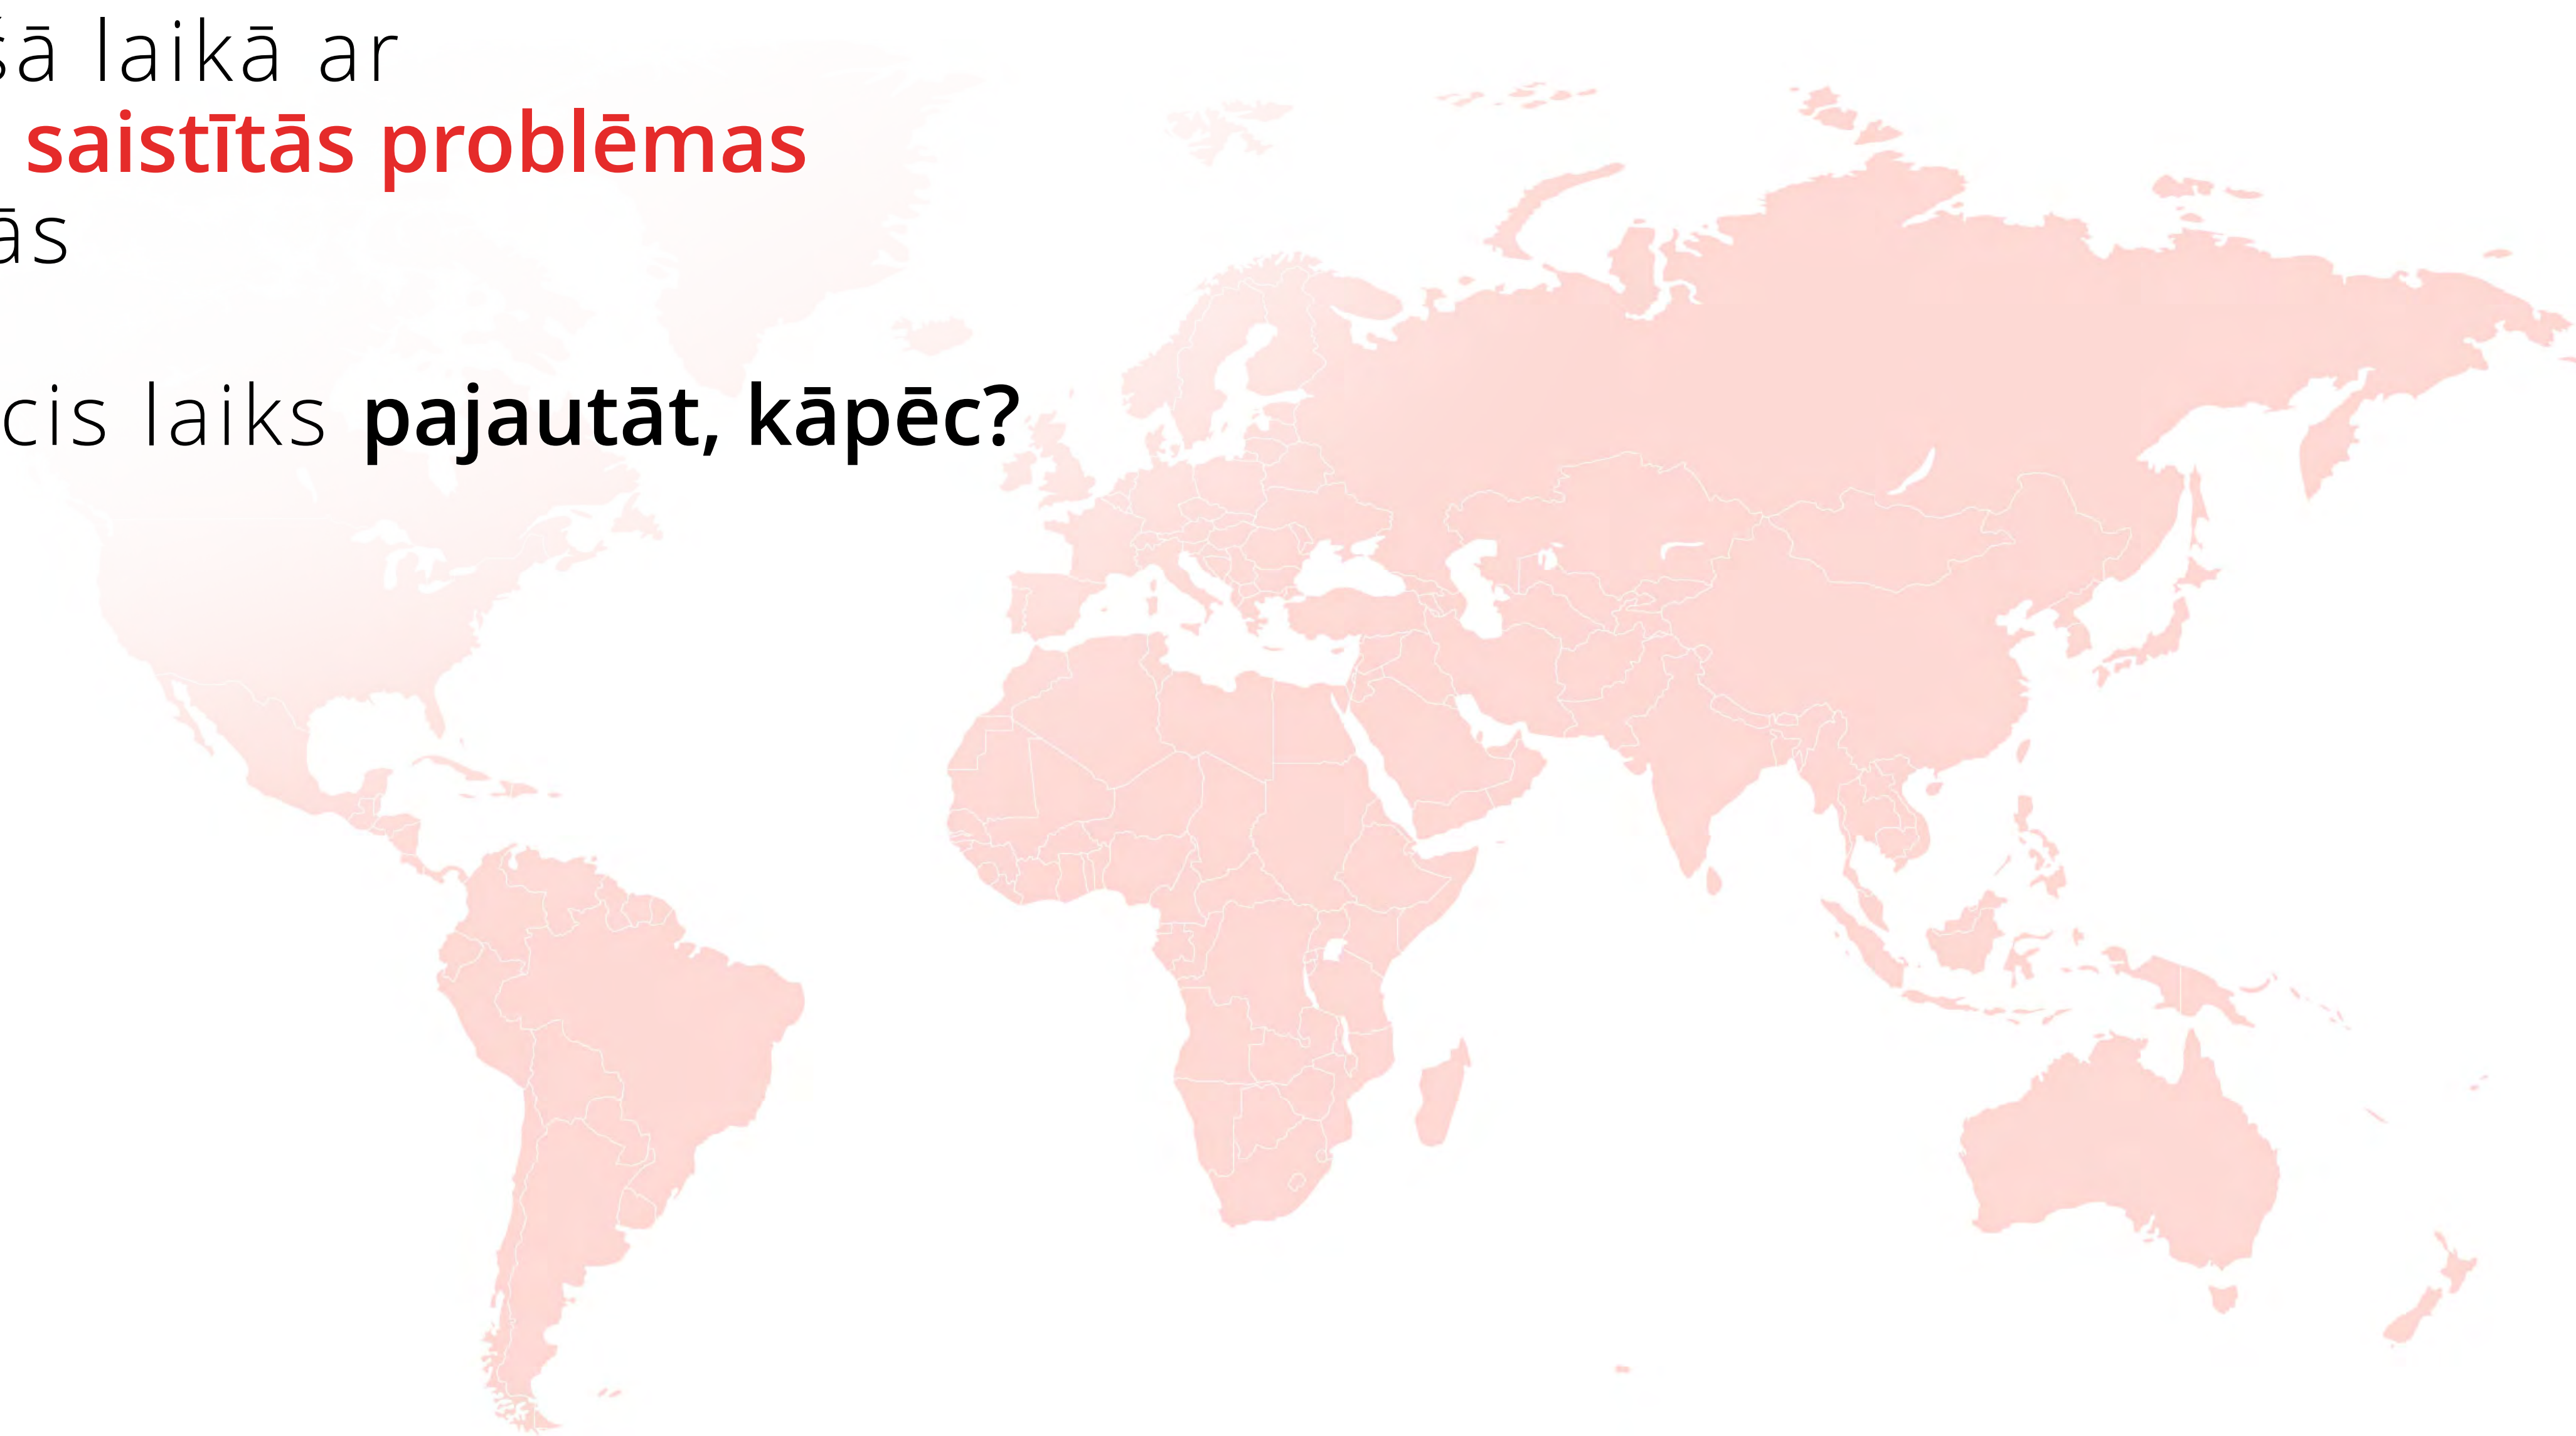 šā laikā ar
saistītās problēmas
ās
cis laiks pajautāt, kāpēc?